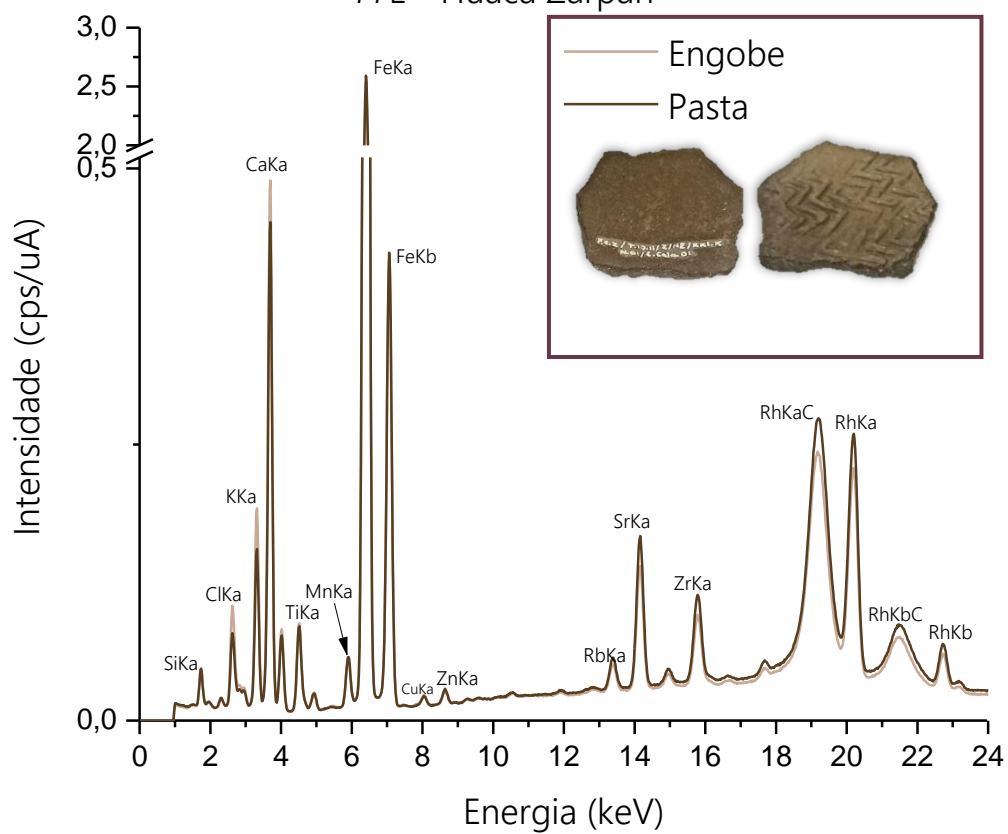 Engobe
Pasta
3,0
2,5
2,0
0,5
0,0
Intensidade (cps/uA)
FeKa
CaKa
FeKb
KKa
ClKa
TiKa
MnKa
SiKa
CuKa
ZnKa
RbKa
SrKa
ZrKa
RhKaC
RhKa
RhKbC
RhKb
0 2 4 6 8 10 12 14 16 18 20 22 24
Energia (keV)